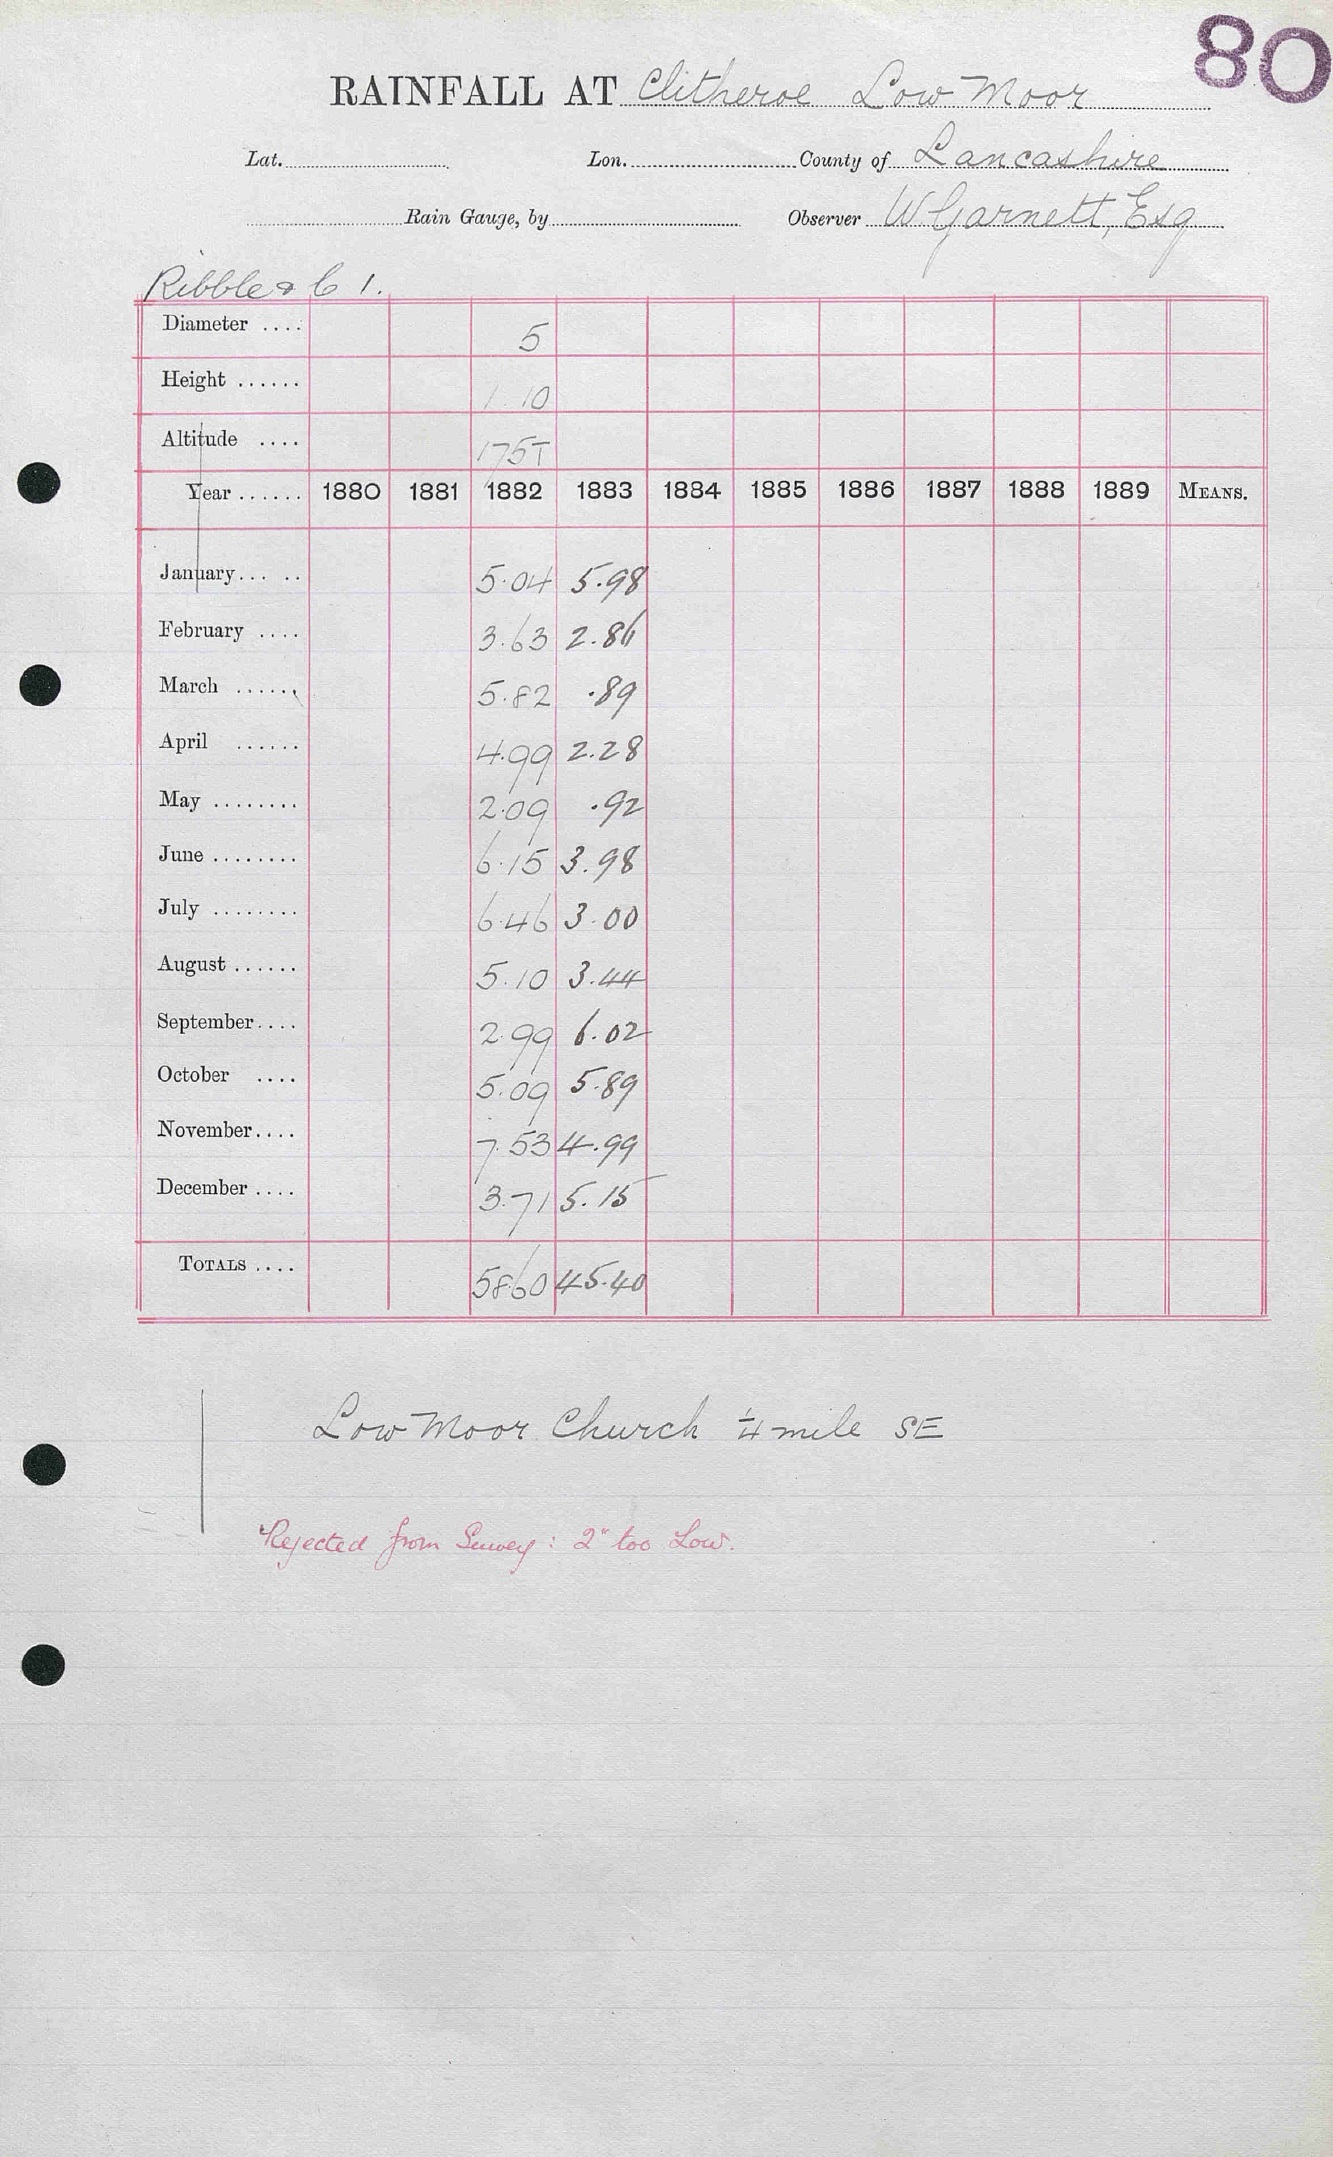 80
RAINFALL AT Clitheroe Low Moor
Lat. Lon. County of Lancashire
Rain Gauge, by Observer W Garnett, Esq
Ribble & C 1.
Diameter .... 5
Height ...... 1.10
Altitude .... 175T
Year ...... 1880 1881 1882 1883 1884 1885 1886 1887 1888 1889 MEANS.
January... .. 5.04 5.98
February .... 3.63 2.86
March ...... 5.82 .89
April ...... 4.99 2.28
May ........ 2.09 .92
June ........ 6.15 3.98
July ........ 6.46 3.00
August ...... 5.10 3.44
September.... 2.99 6.02
October .... 5.09 5.89
November.... 7.53 4.99
December .... 3.71 5.15
TOTALS .... 58.60 45.40
Low Moor Church ¼ mile SE
Rejected from Survey: 2" too Low.